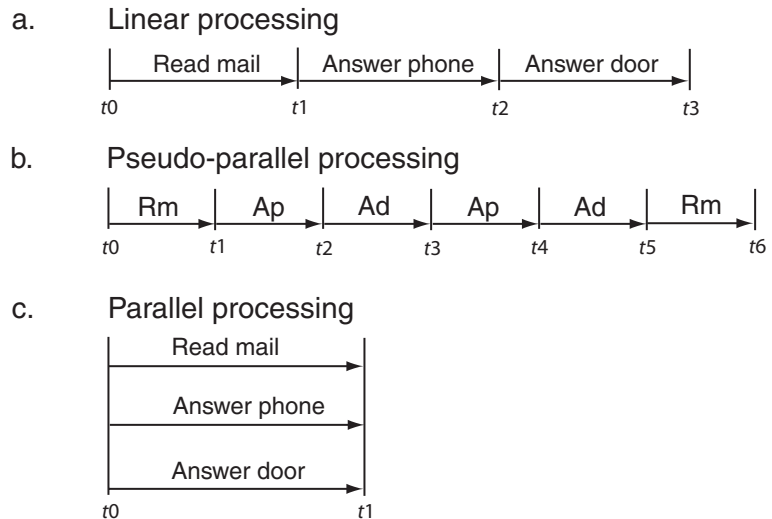 a. Linear processing
Read mail Answer phone Answer door
t0 t1 t2 t3
b. Pseudo-parallel processing
Rm Ap Ad Ap Ad Rm
t0 t1 t2 t3 t4 t5 t6
c. Parallel processing
Read mail
Answer phone
Answer door
t0 t1